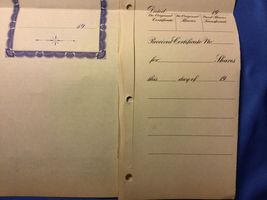 19
Dated 19
No. Original Certificate
No. Original Shares
No. of Shares Transferred
Received Certificate No.
for Shares
this day of 19